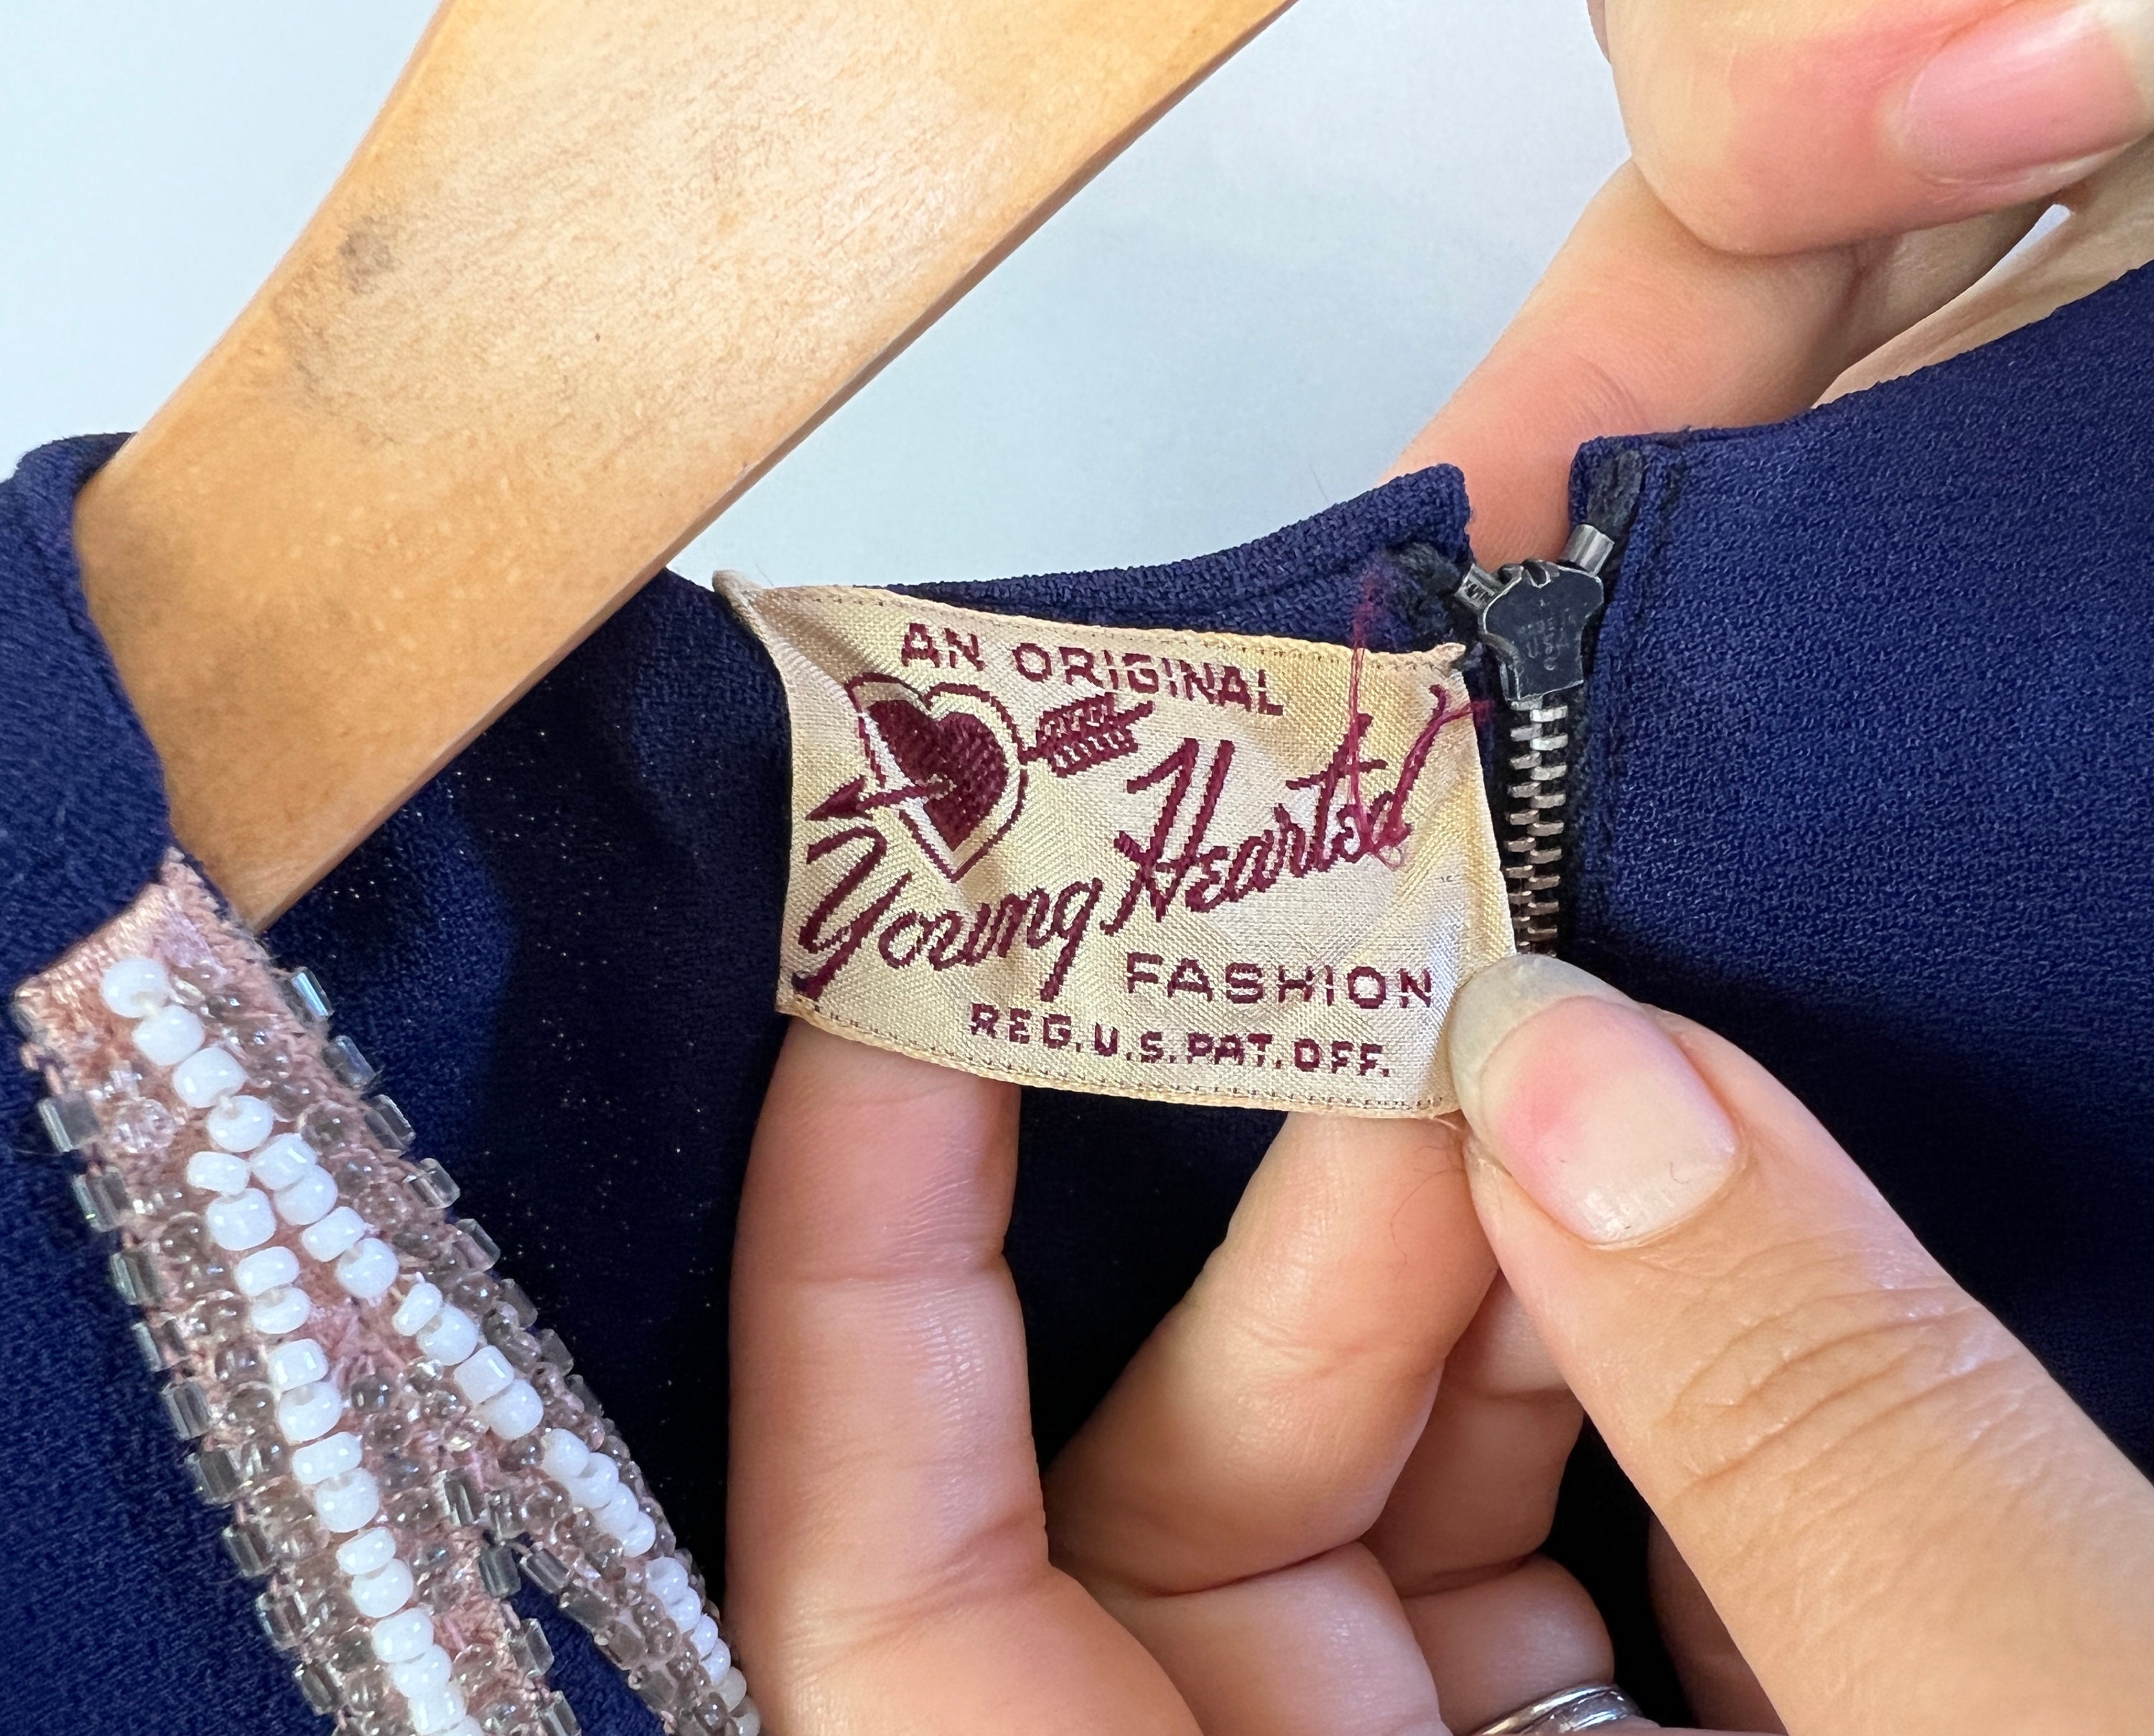 AN ORIGINAL
Young Hearted
FASHION
REG.U.S.PAT.OFF.